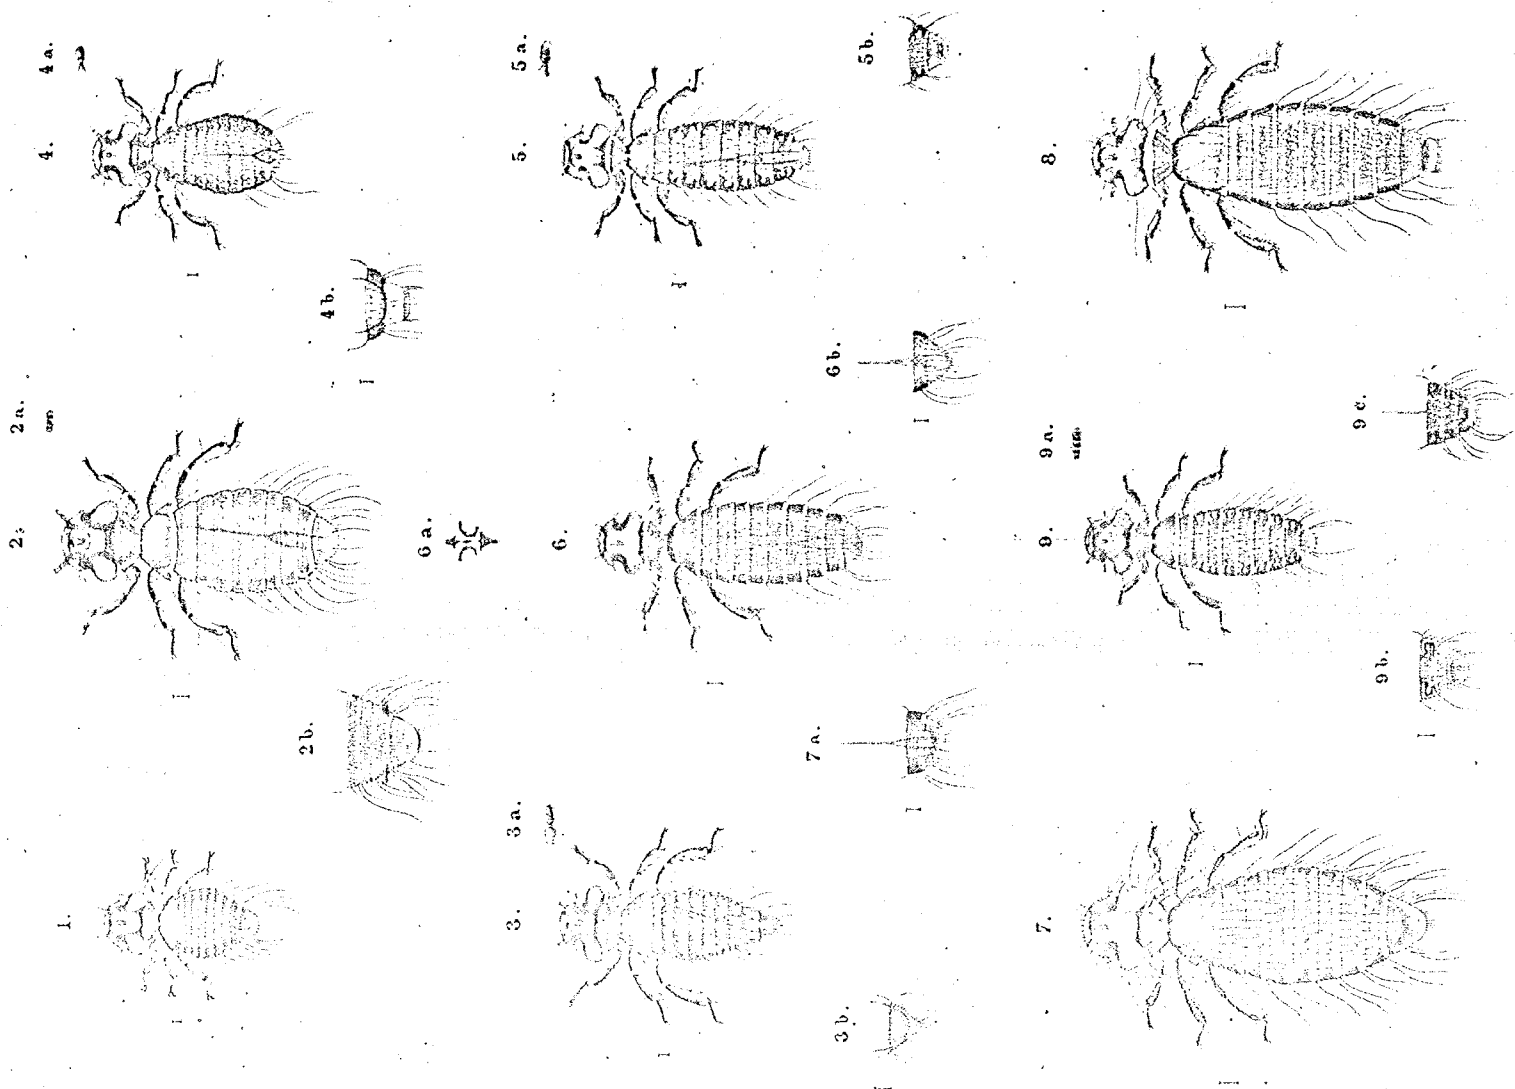 1.
2.
2 a.
2 b.
3.
3 a.
3 b.
4.
4 a.
4 b.
5.
5 a.
5 b.
6.
6 a.
6 b.
7.
7 a.
8.
9.
9 a.
9 b.
9 c.